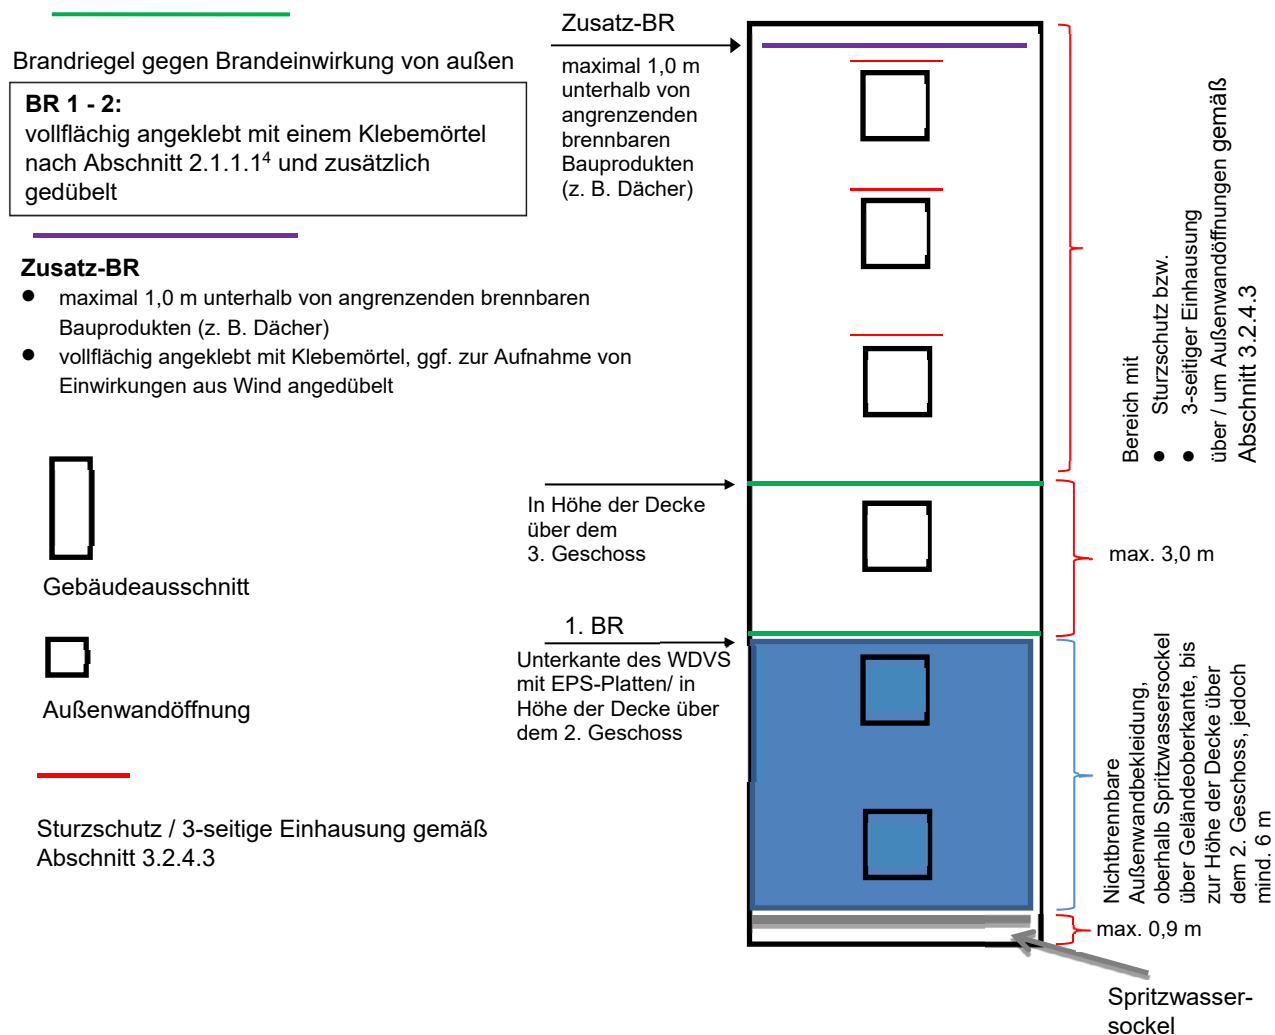 Brandriegel gegen Brandeinwirkung von außen
BR 1 - 2:
vollflächig angeklebt mit einem Klebemörtel
nach Abschnitt 2.1.1.1⁴ und zusätzlich
gedübelt
Zusatz-BR
● maximal 1,0 m unterhalb von angrenzenden brennbaren
Bauprodukten (z. B. Dächer)
● vollflächig angeklebt mit Klebemörtel, ggf. zur Aufnahme von
Einwirkungen aus Wind angedübelt
Gebäudeausschnitt
Außenwandöffnung
Sturzschutz / 3-seitige Einhausung gemäß
Abschnitt 3.2.4.3
Zusatz-BR
maximal 1,0 m
unterhalb von
angrenzenden
brennbaren
Bauprodukten
(z. B. Dächer)
In Höhe der Decke
über dem
3. Geschoss
1. BR
Unterkante des WDVS
mit EPS-Platten/ in
Höhe der Decke über
dem 2. Geschoss
Bereich mit
● Sturzschutz bzw.
● 3-seitiger Einhausung
über / um Außenwandöffnungen gemäß
Abschnitt 3.2.4.3
max. 3,0 m
Nichtbrennbare
Außenwandbekleidung,
oberhalb Spritzwassersockel
über Geländeoberkante, bis
zur Höhe der Decke über
dem 2. Geschoss, jedoch
mind. 6 m
max. 0,9 m
Spritzwasser-
sockel